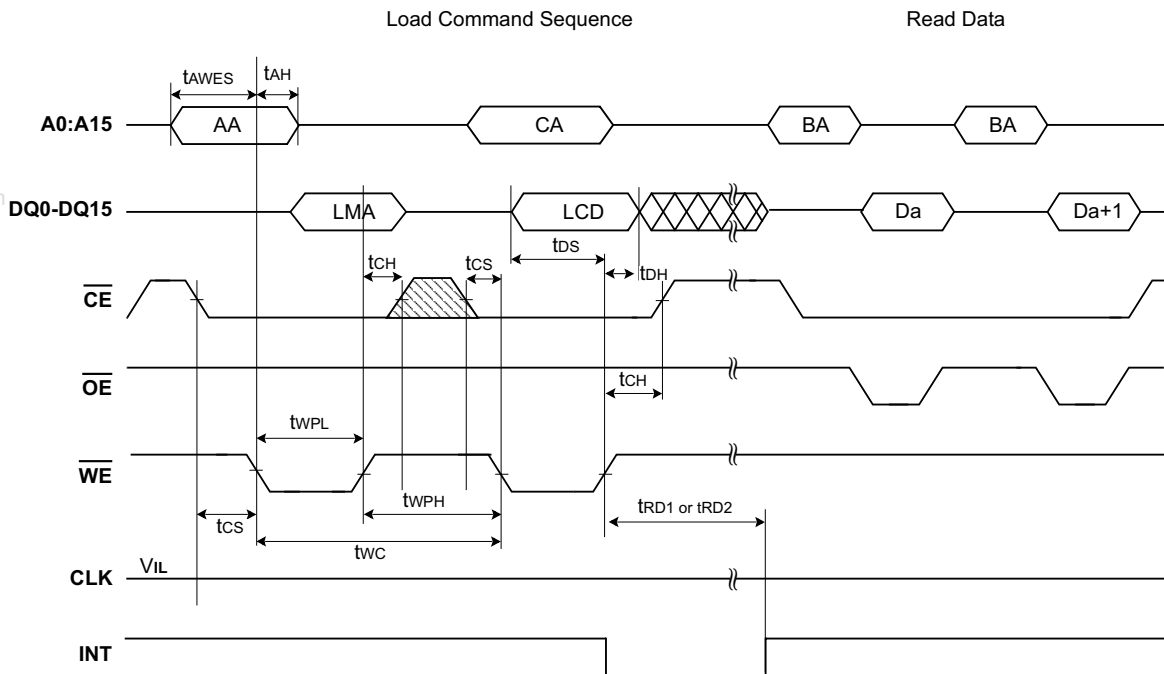 Load Command Sequence Read Data
tAWES tAH
A0:A15 AA CA BA BA
DQ0-DQ15 LMA LCD Da Da+1
tDS
tCH tCS tDH
CE
OE
tCH
tWPL
WE
tWPH tRD1 or tRD2
tCS
tWC
CLK VIL
INT